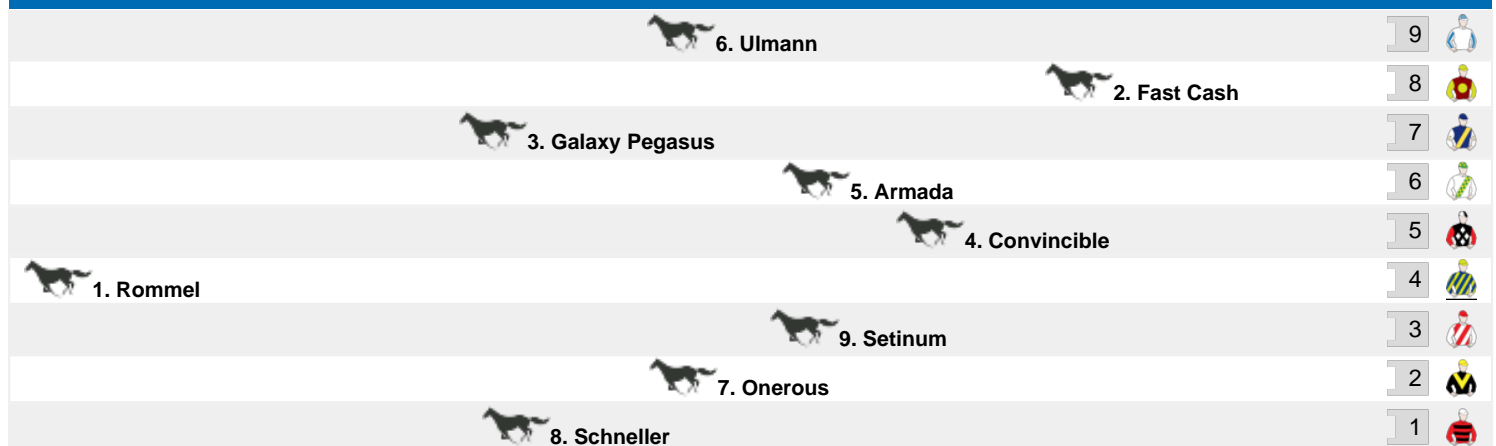 6. Ulmann 9
2. Fast Cash 8
3. Galaxy Pegasus 7
5. Armada 6
4. Convincible 5
1. Rommel 4
9. Setinum 3
7. Onerous 2
8. Schneller 1